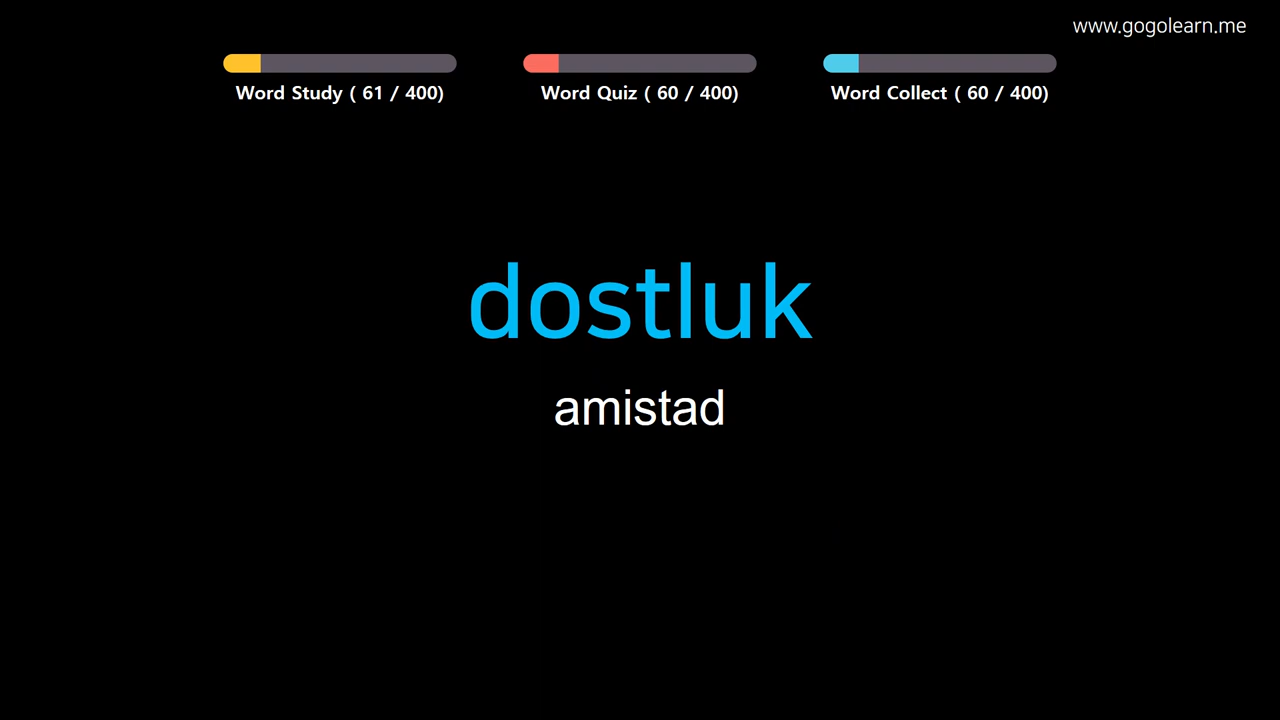 www.gogolearn.me
Word Study ( 61 / 400)
Word Quiz ( 60 / 400)
Word Collect ( 60 / 400)
dostluk
amistad